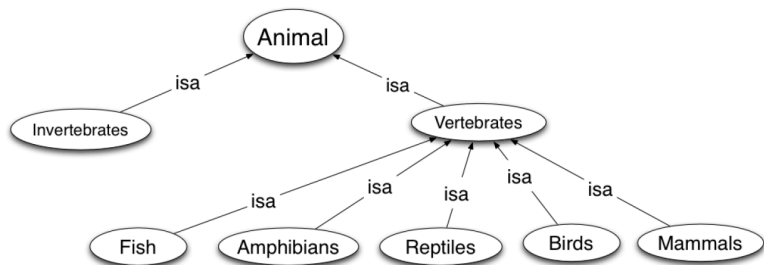 Animal
isa
isa
Invertebrates
Vertebrates
isa
isa
isa
isa
isa
Fish
Amphibians
Reptiles
Birds
Mammals